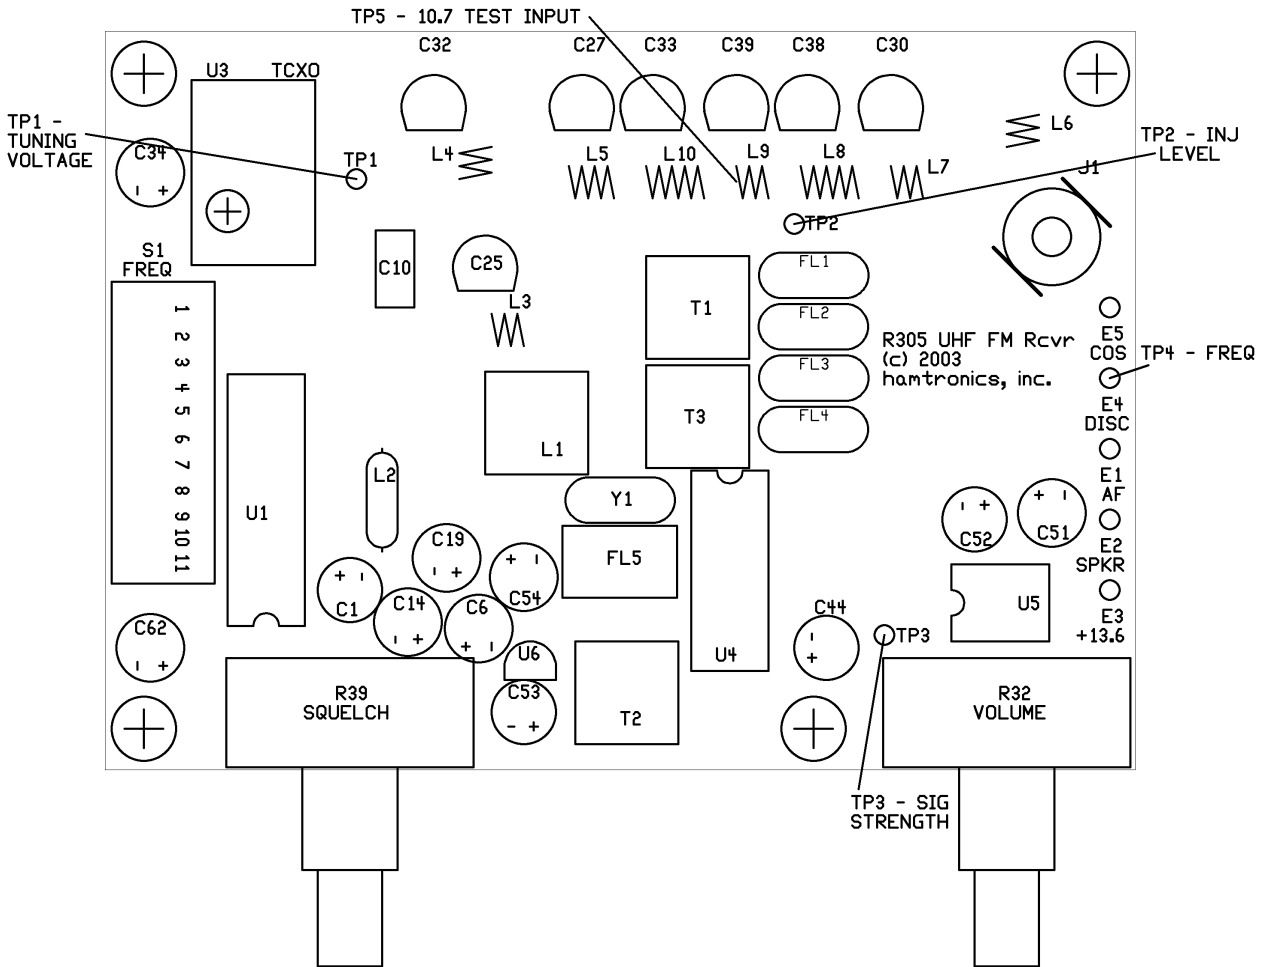 TP5 - 10.7 TEST INPUT
C32
C27
C33
C39
C38
C30
U3
TCXO
TP1 -
TUNING
VOLTAGE
C34
TP1
L4
L5
L10
L9
L8
L7
L6
TP2 - INJ
LEVEL
J1
TP2
S1
FREQ
C10
C25
L3
T1
FL1
FL2
FL3
FL4
R305 UHF FM Rcvr
(c) 2003
hamtronics, inc.
E5
COS
TP4 - FREQ
E4
DISC
1
2
3
4
5
6
7
8
9
10
11
T3
L1
L2
U1
Y1
E1
AF
C52
C51
C19
FL5
E2
SPKR
C1
C14
C6
C54
C44
U5
E3
+13.6
C62
U6
U4
TP3
C53
T2
R39
SQUELCH
R32
VOLUME
TP3 - SIG
STRENGTH